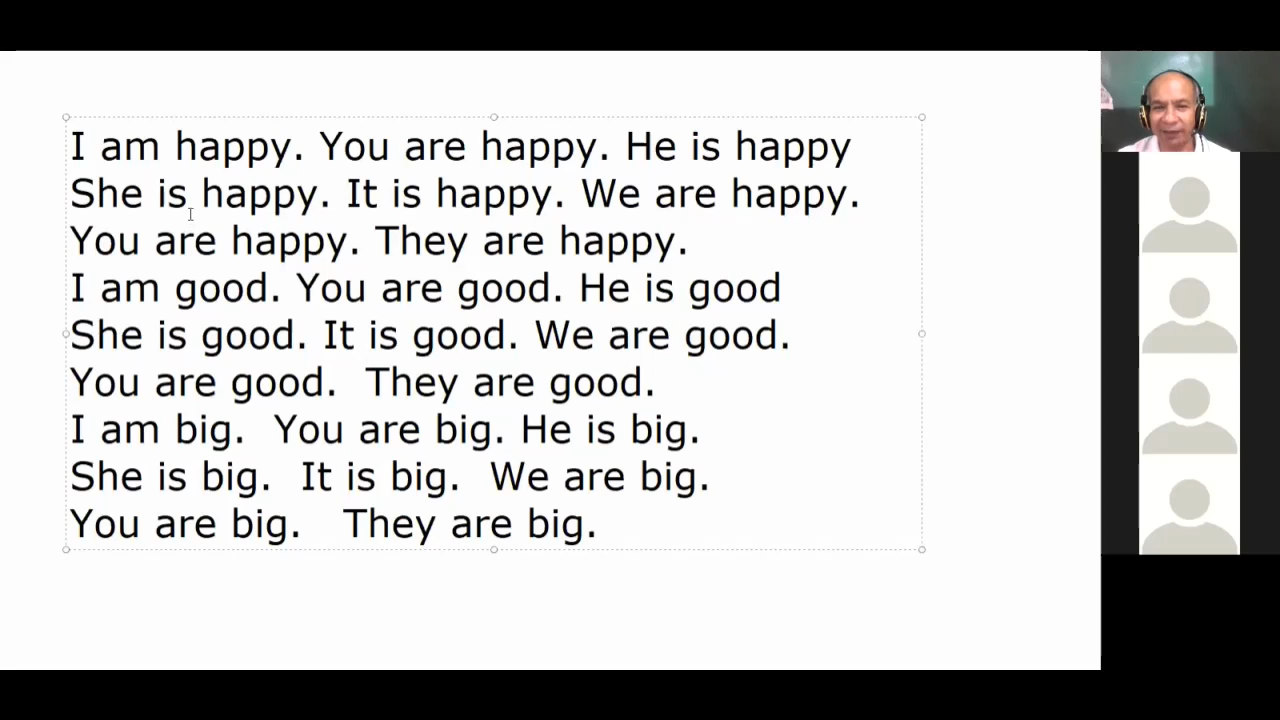 I am happy. You are happy. He is happy
She is happy. It is happy. We are happy.
You are happy. They are happy.
I am good. You are good. He is good
She is good. It is good. We are good.
You are good.  They are good.
I am big.  You are big. He is big.
She is big.  It is big.  We are big.
You are big.   They are big.